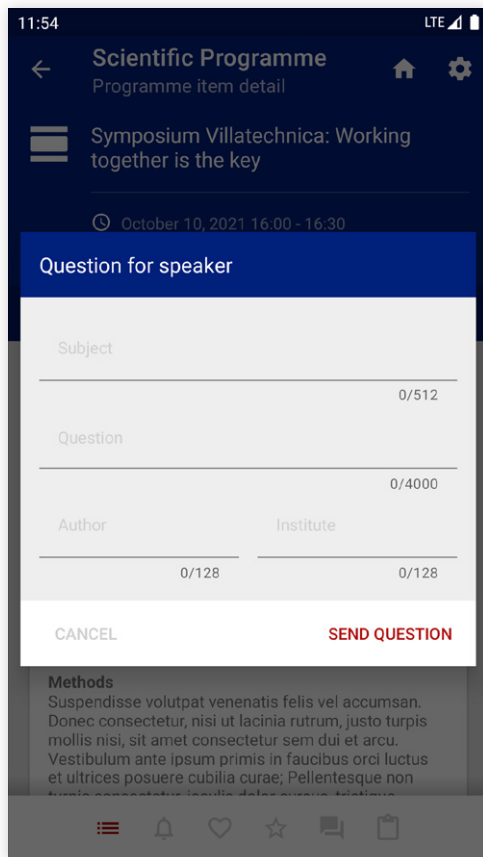 11:54 LTE
Scientific Programme
Programme item detail
Symposium Villatechnica: Working
together is the key
October 10, 2021 16:00 - 16:30
Question for speaker
Subject
0/512
Question
0/4000
Author Institute
0/128 0/128
CANCEL SEND QUESTION
Methods
Suspendisse volutpat venenatis felis vel accumsan.
Donec consectetur, nisi ut lacinia rutrum, justo turpis
mollis nisi, sit amet consectetur sem dui et arcu.
Vestibulum ante ipsum primis in faucibus orci luctus
et ultrices posuere cubilia curae; Pellentesque non